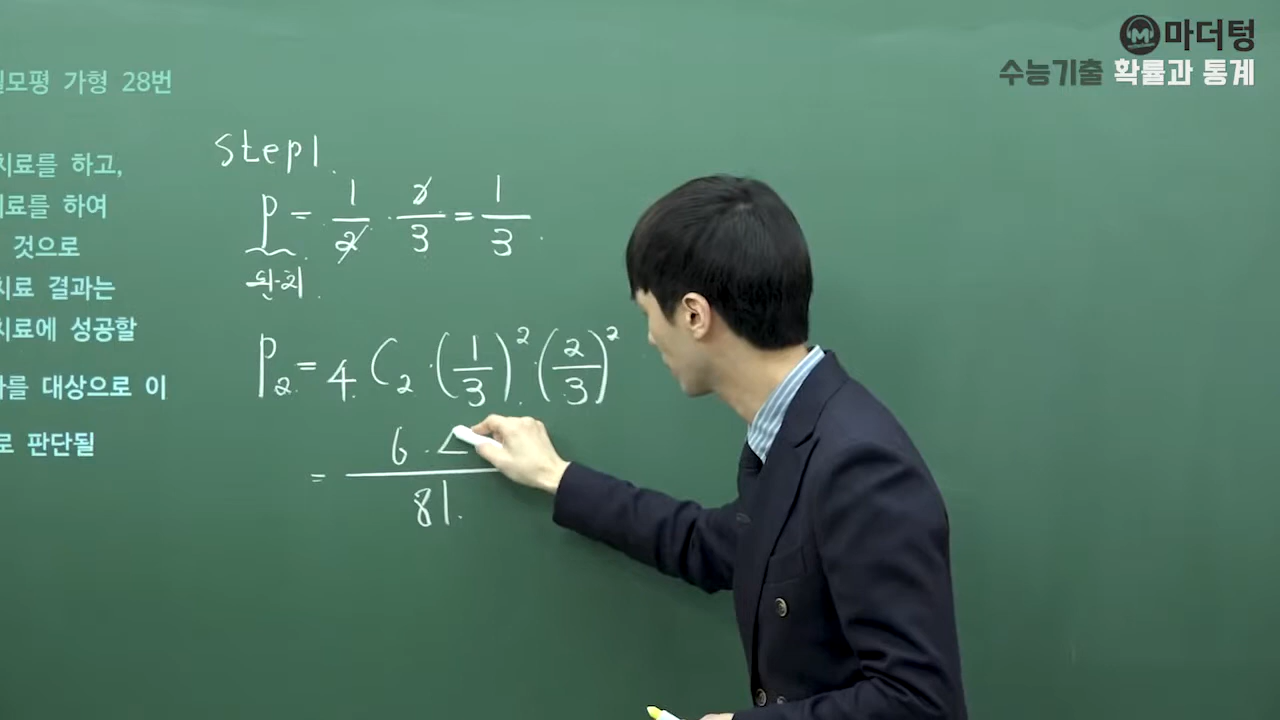 마더텅
수능기출 확률과 통계
모평 가형 28번
치료를 하고,
료를 하여
것으로
치료 결과는
치료에 성공할
를 대상으로 이
로 판단될
Step1.
P = 1/2 · 2/3 = 1/3.
완·치.
P₂ = ₄C₂ · (1/3)² · (2/3)²
= 6 · / 81.